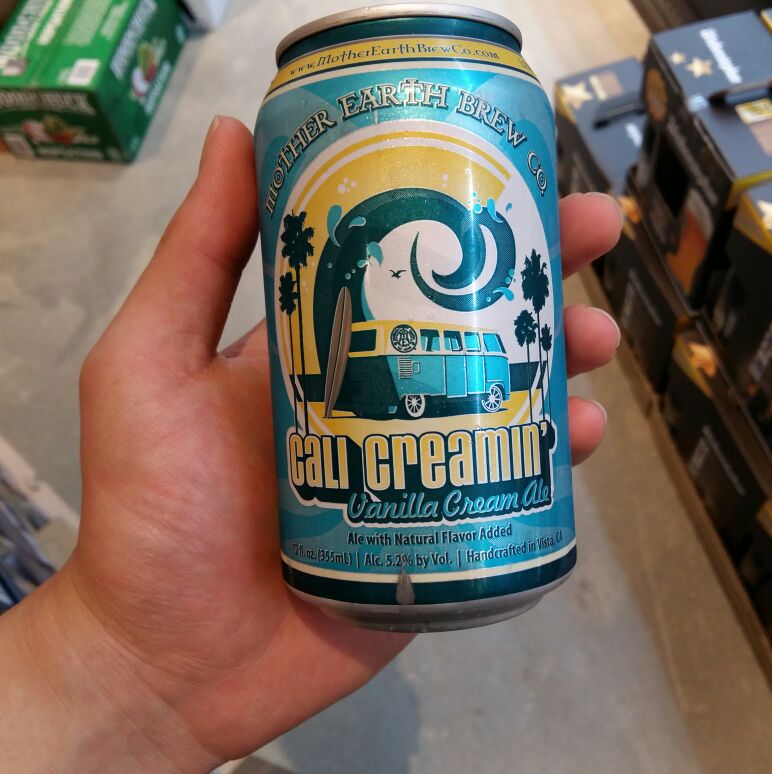 www.MotherEarthBrewCo.com
MOTHER EARTH BREW CO.
Cali Creamin'
Vanilla Cream Ale
Ale with Natural Flavor Added
12 fl. oz. (355mL) | Alc. 5.2% by Vol. | Handcrafted in Vista, CA